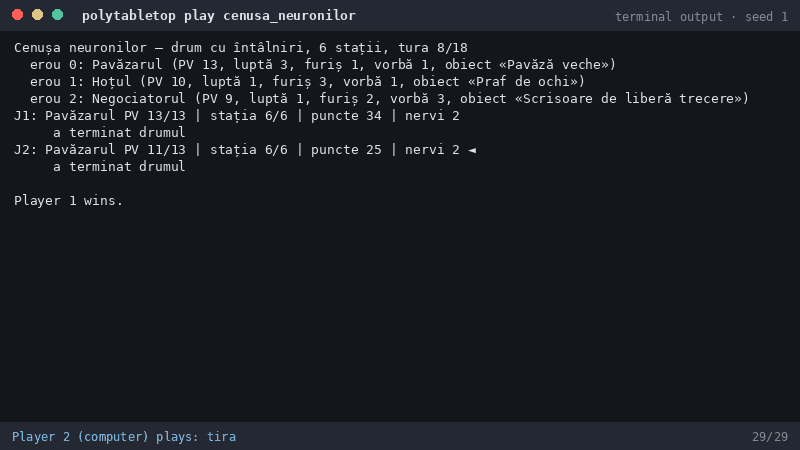 polytabletop play cenusa_neuronilor
terminal output · seed 1
Cenușa neuronilor — drum cu întâlniri, 6 stații, tura 8/18
erou 0: Pavăzarul (PV 13, luptă 3, furiș 1, vorbă 1, obiect «Pavăză veche»)
erou 1: Hoțul (PV 10, luptă 1, furiș 3, vorbă 1, obiect «Praf de ochi»)
erou 2: Negociatorul (PV 9, luptă 1, furiș 2, vorbă 3, obiect «Scrisoare de liberă trecere»)
J1: Pavăzarul PV 13/13 | stația 6/6 | puncte 34 | nervi 2
a terminat drumul
J2: Pavăzarul PV 11/13 | stația 6/6 | puncte 25 | nervi 2 ◄
a terminat drumul
Player 1 wins.
Player 2 (computer) plays: tira
29/29